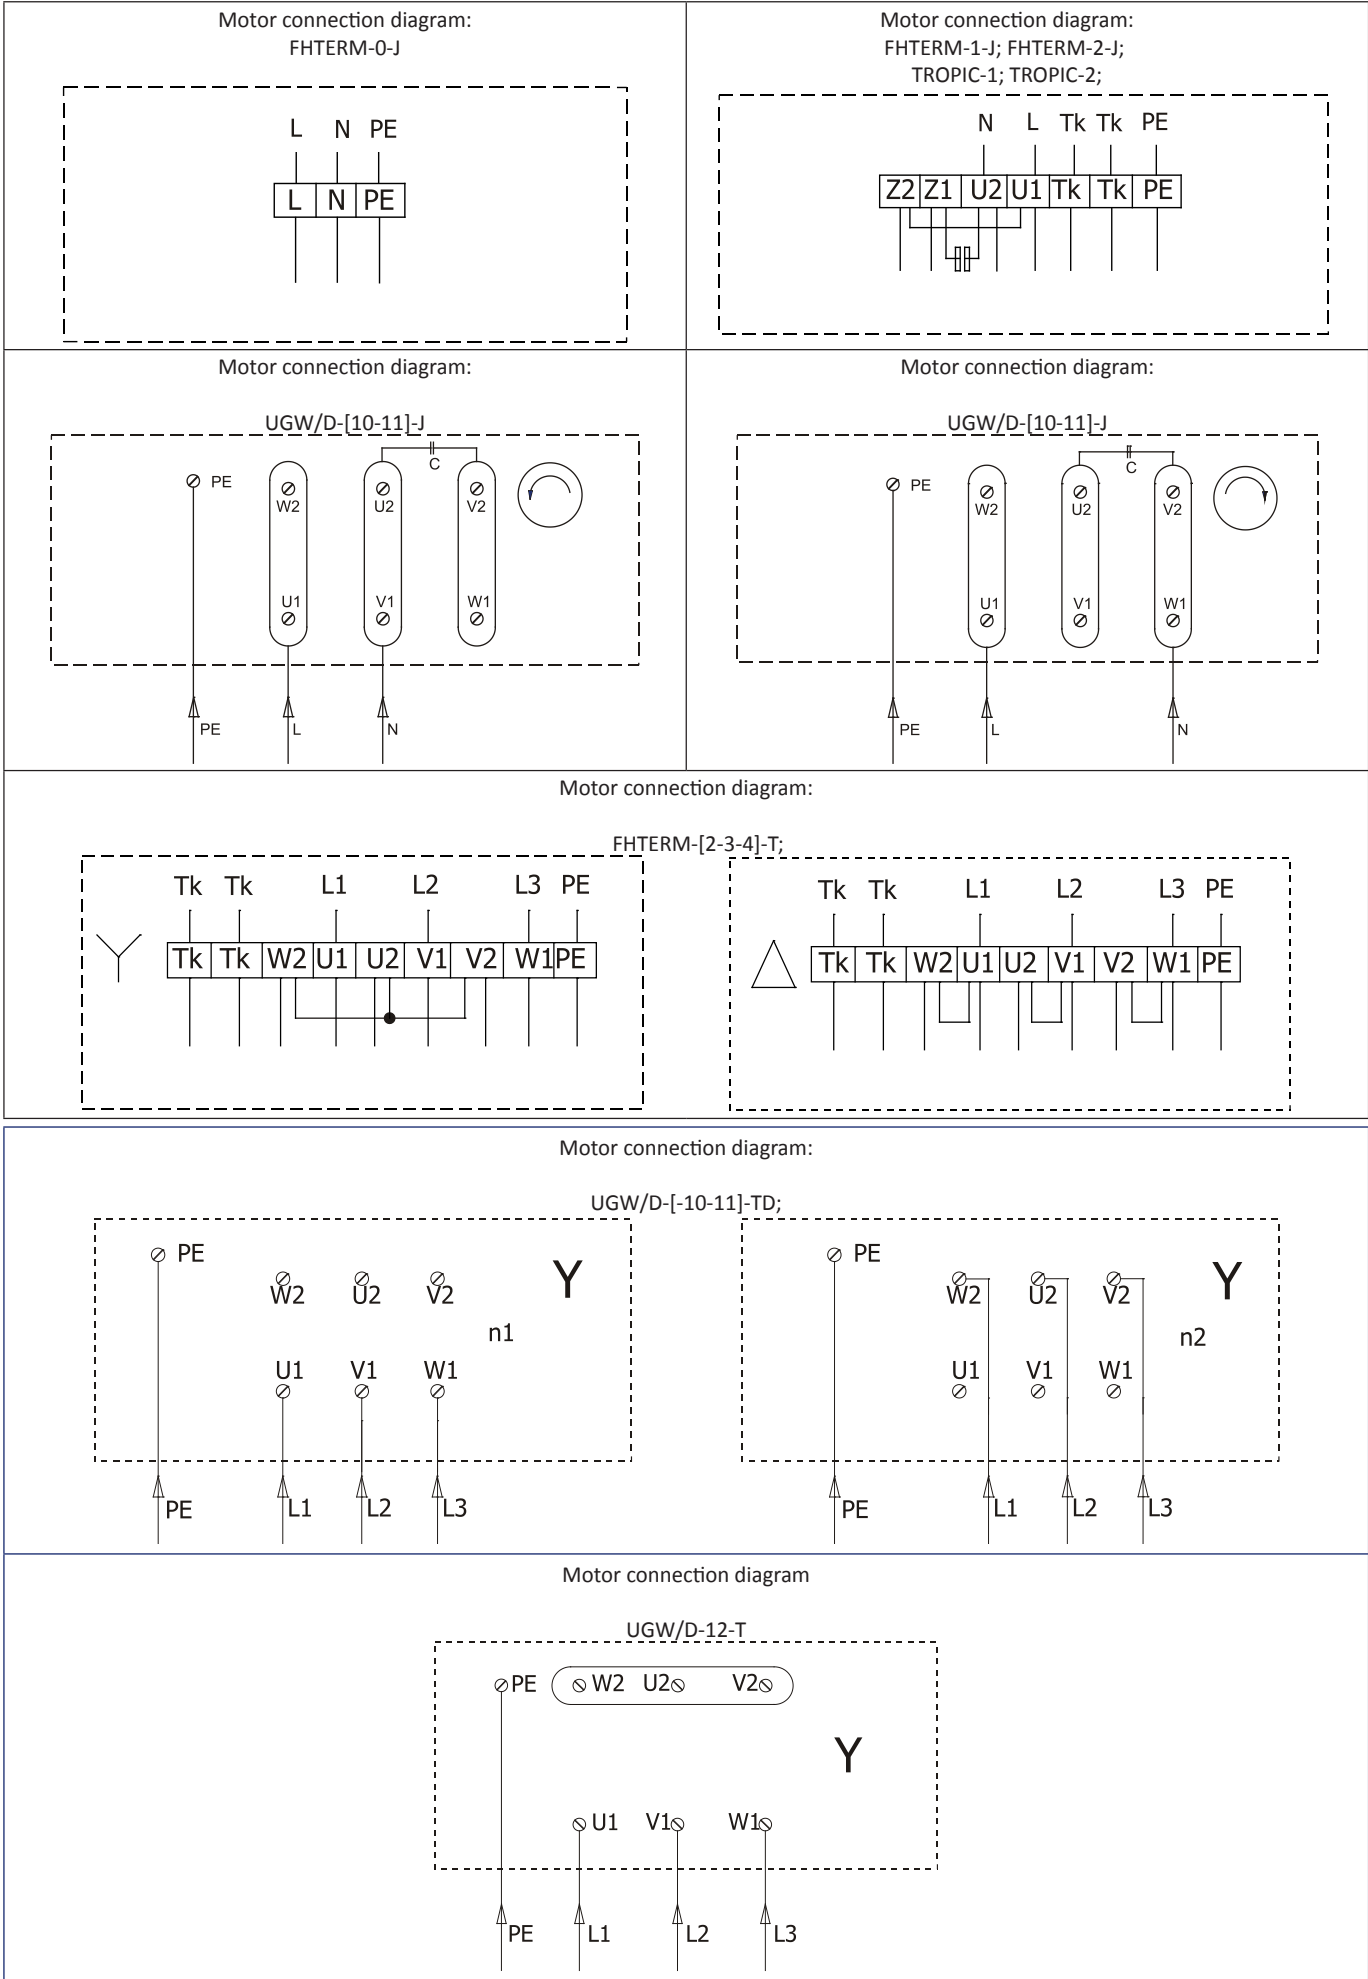 Motor connection diagram:
FHTERM-0-J
L N PE
L N PE
Motor connection diagram:
FHTERM-1-J; FHTERM-2-J;
TROPIC-1; TROPIC-2;
N L Tk Tk PE
Z2 Z1 U2 U1 Tk Tk PE
Motor connection diagram:
UGW/D-[10-11]-J
C
PE
W2 U2 V2
U1 V1 W1
PE L N
Motor connection diagram:
UGW/D-[10-11]-J
C
PE
W2 U2 V2
U1 V1 W1
PE L N
Motor connection diagram:
FHTERM-[2-3-4]-T;
Tk Tk L1 L2 L3 PE
Tk Tk W2 U1 U2 V1 V2 W1 PE
Tk Tk L1 L2 L3 PE
Tk Tk W2 U1 U2 V1 V2 W1 PE
Motor connection diagram:
UGW/D-[-10-11]-TD;
PE
Y
W2 U2 V2
n1
U1 V1 W1
PE L1 L2 L3
PE
Y
W2 U2 V2
n2
U1 V1 W1
PE L1 L2 L3
Motor connection diagram
UGW/D-12-T
PE W2 U2 V2
Y
U1 V1 W1
PE L1 L2 L3